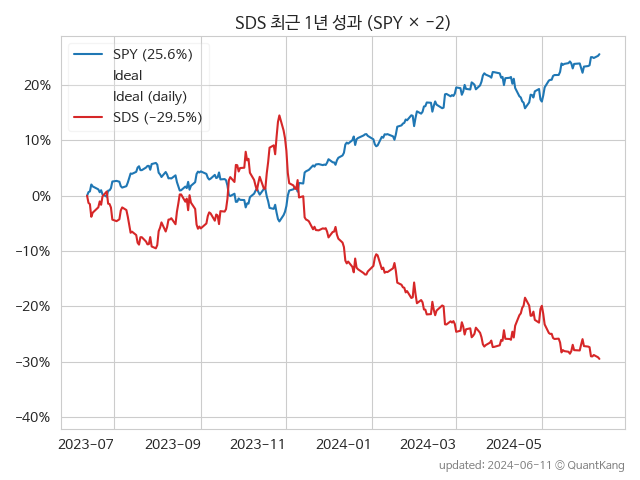 SDS 최근 1년 성과 (SPY × −2)
SPY (25.6%)
Ideal
Ideal (daily)
SDS (−29.5%)
20%
10%
0%
−10%
−20%
−30%
−40%
2023−07 2023−09 2023−11 2024−01 2024−03 2024−05
updated: 2024−06−11 © QuantKang